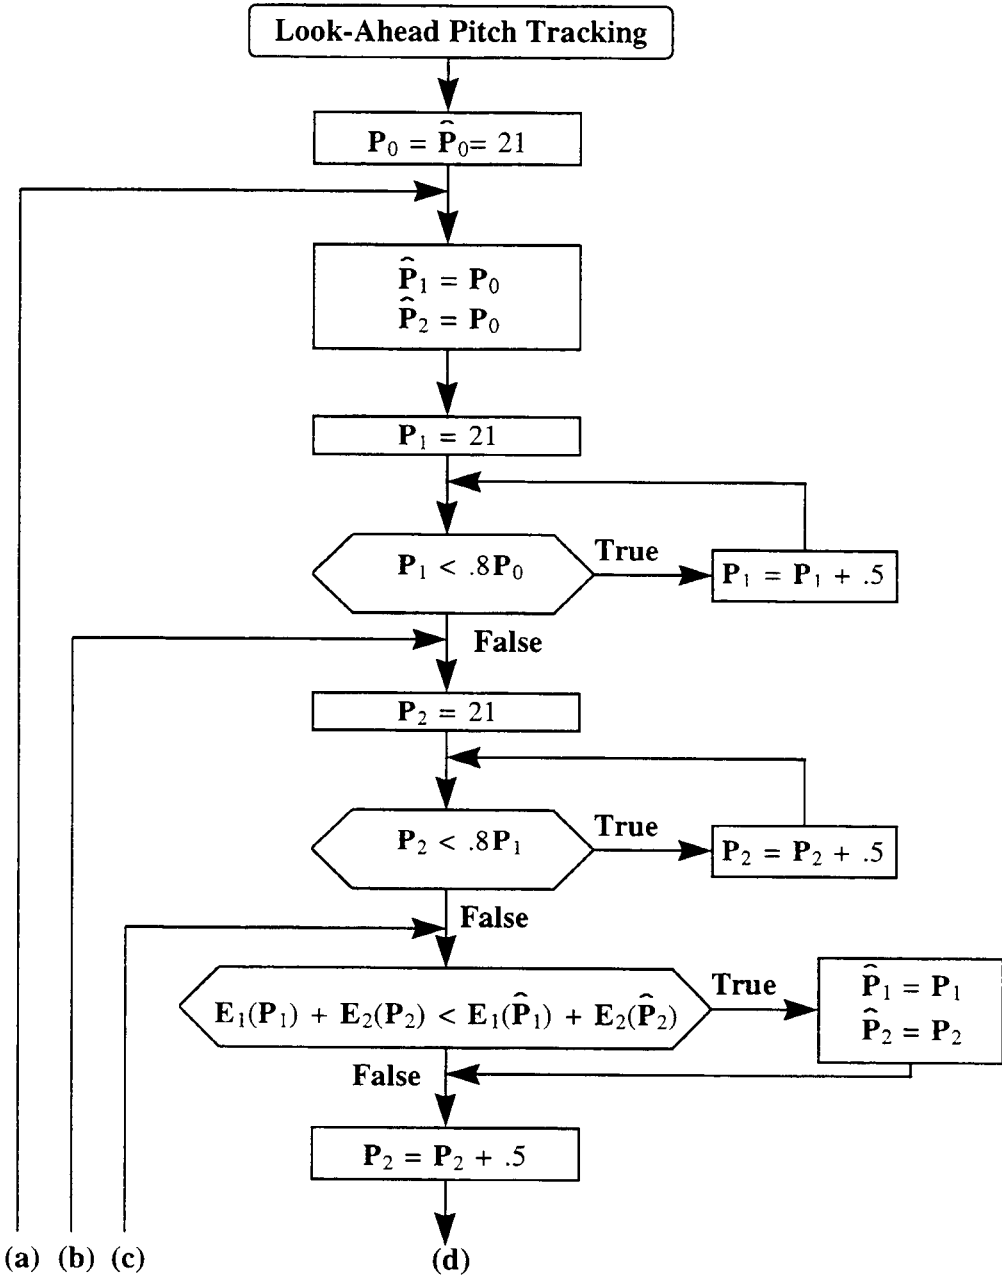 Look-Ahead Pitch Tracking
P₀ = P̂₀= 21
P̂₁ = P₀
P̂₂ = P₀
P₁ = 21
P₁ < .8P₀
True
P₁ = P₁ + .5
False
P₂ = 21
P₂ < .8P₁
True
P₂ = P₂ + .5
False
E₁(P₁) + E₂(P₂) < E₁(P̂₁) + E₂(P̂₂)
True
P̂₁ = P₁
P̂₂ = P₂
False
P₂ = P₂ + .5
(a) (b) (c) (d)